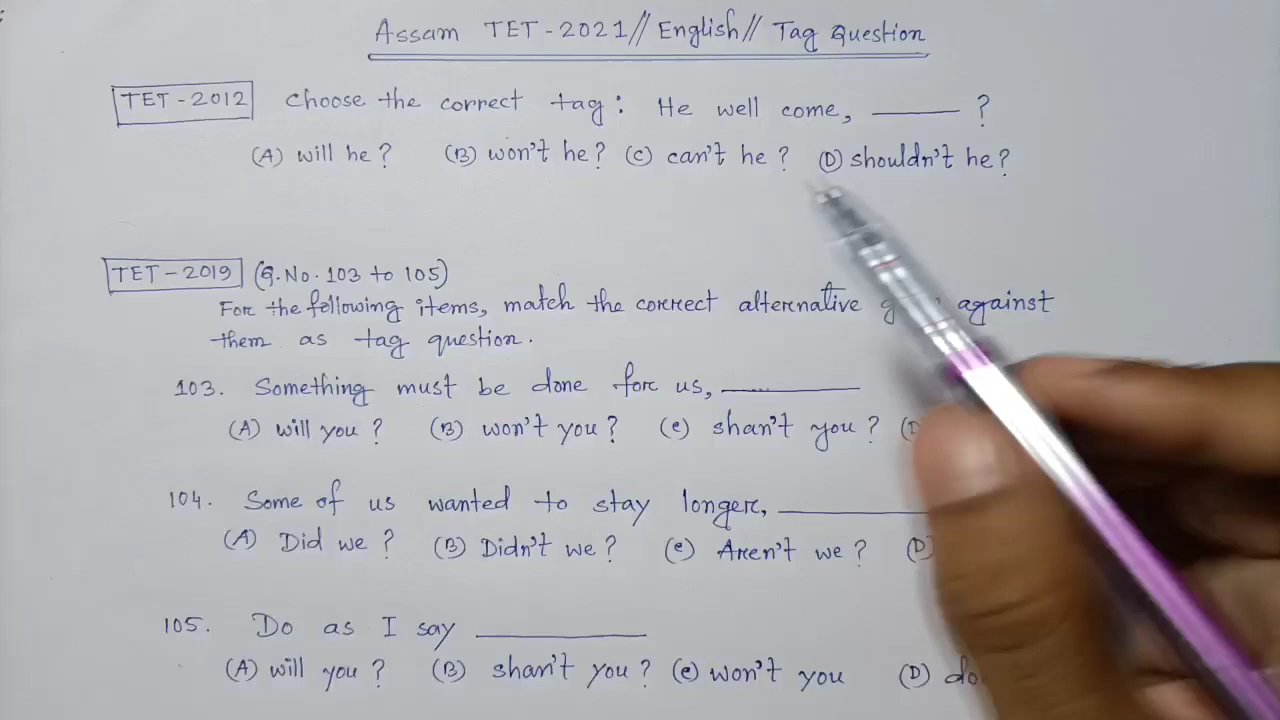 Assam TET - 2021 // English // Tag Question
TET - 2012 Choose the correct tag: He well come, ______ ?
(A) will he? (B) won't he? (C) can't he? (D) shouldn't he?
TET - 2019 (Q.No. 103 to 105)
For the following items, match the correct alternative against
them as tag question.
103. Something must be done for us, ______
(A) will you? (B) won't you? (c) shan't you?
104. Some of us wanted to stay longer, ______
(A) Did we? (B) Didn't we? (c) Aren't we? (D)
105. Do as I say ______
(A) will you? (B) shan't you? (c) won't you (D)